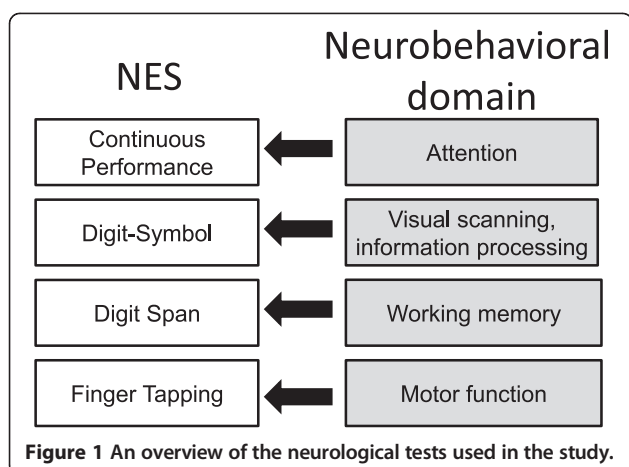 NES
Neurobehavioral
domain
Continuous
Performance
Attention
Digit-Symbol
Visual scanning,
information processing
Digit Span
Working memory
Finger Tapping
Motor function
Figure 1 An overview of the neurological tests used in the study.